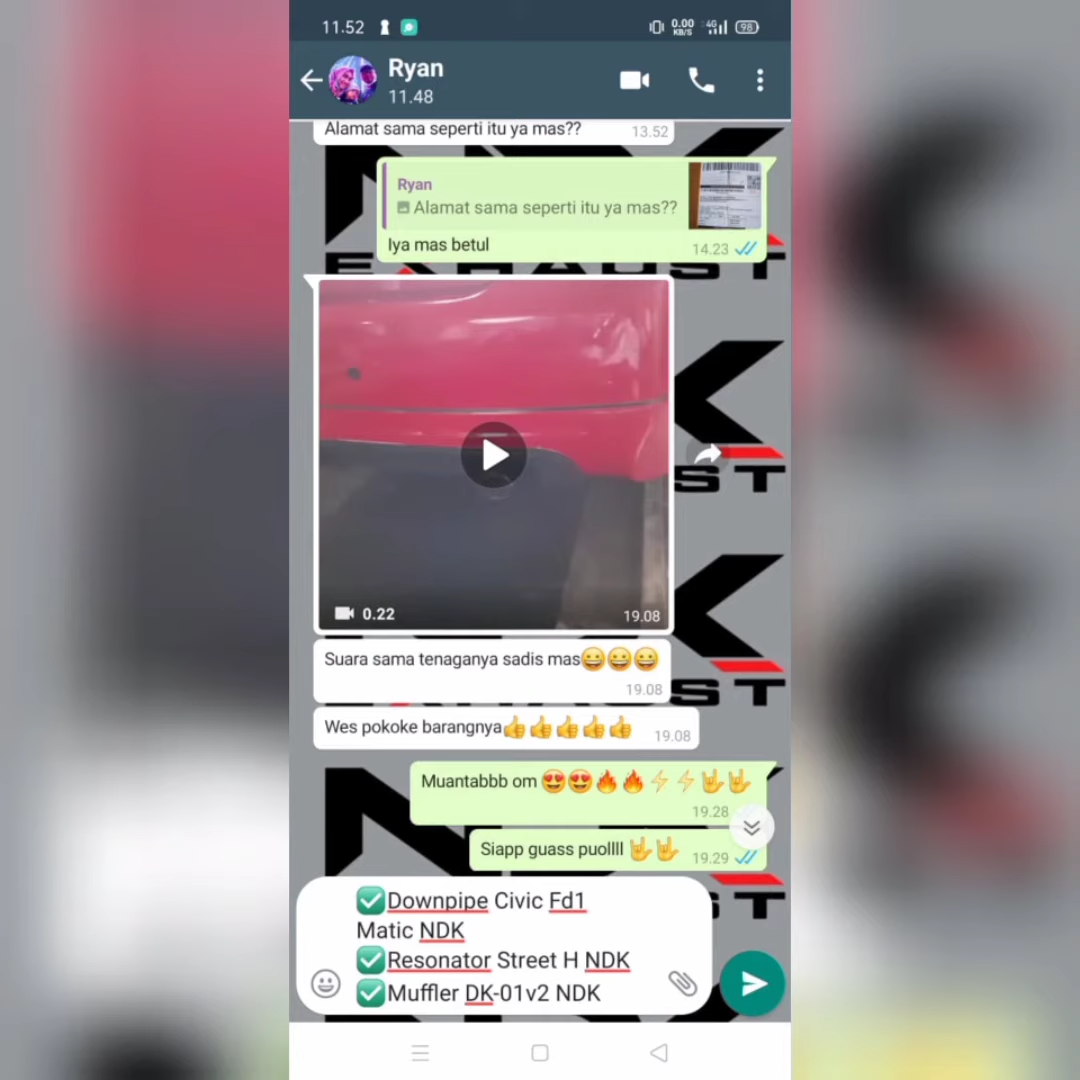 11.52
0.00
KB/S
4G
98
Ryan
11.48
Alamat sama seperti itu ya mas??
13.52
Ryan
Alamat sama seperti itu ya mas??
Iya mas betul
14.23
EXHAUST
0.22
19.08
Suara sama tenaganya sadis mas😀😀😀
19.08
Wes pokoke barangnya👍👍👍👍👍
19.08
Muantabbb om 😍😍🔥🔥⚡⚡🤟🤟
19.28
Siapp guass puollll 🤟🤟
19.29
✅Downpipe Civic Fd1
Matic NDK
✅Resonator Street H NDK
✅Muffler DK-01v2 NDK